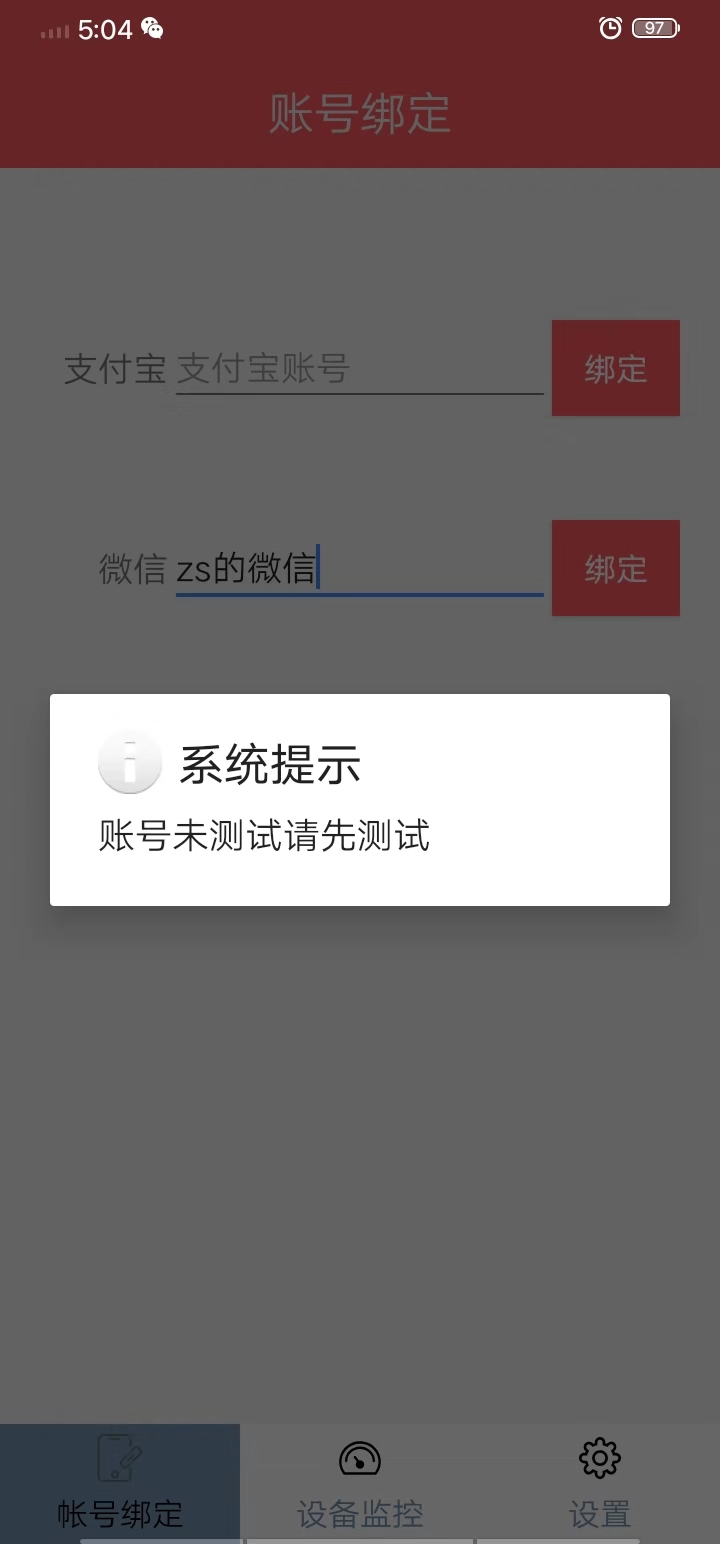 5:04
97
账号绑定
支付宝 支付宝账号 绑定
微信 zs的微信 绑定
系统提示
账号未测试请先测试
帐号绑定 设备监控 设置